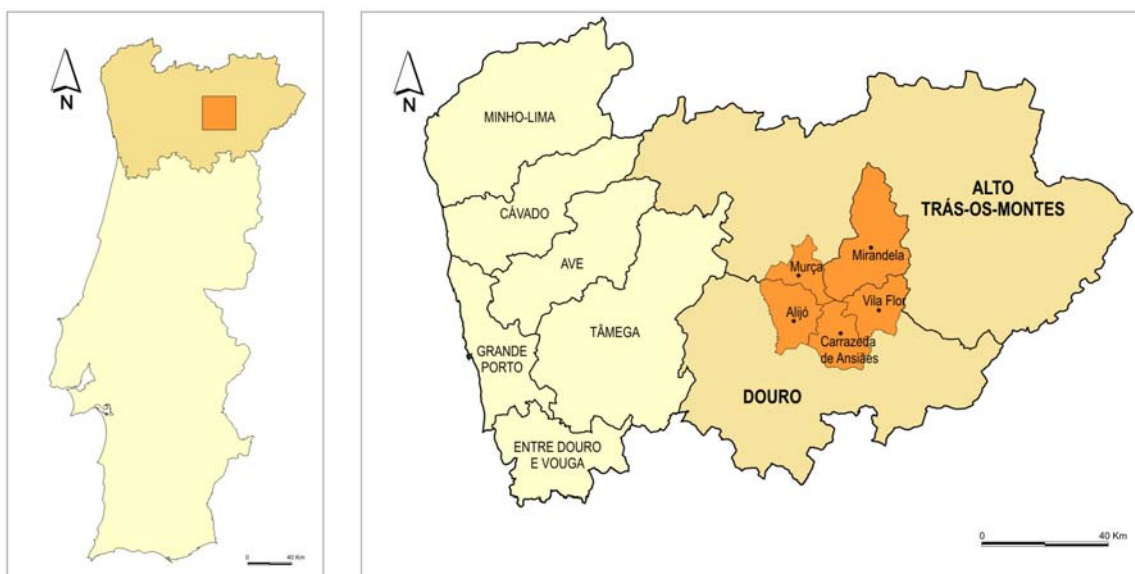 N
0 40 Km
N
MINHO-LIMA
CÁVADO
AVE
TÂMEGA
GRANDE
PORTO
ENTRE DOURO
E VOUGA
ALTO
TRÁS-OS-MONTES
Mirandela
Murça
Vila Flor
Alijó
Carrazeda
de Ansiães
DOURO
0 40 Km